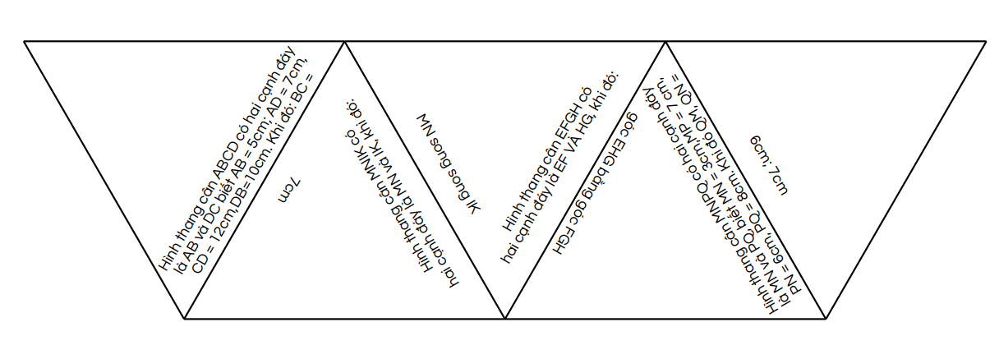 Hình thang cân ABCD có hai cạnh đáy
là AB và DC biết AB = 5cm; AD = 7cm,
CD = 12cm,DB=10cm. Khi đó: BC =
7cm
Hình thang cân MNIK có
hai cạnh đáy là MN và IK, khi đó:
MN song song IK
Hình thang cân EFGH có
hai cạnh đáy là EF VÀ HG, khi đó:
góc EHG bằng góc FGH
Hình thang cân MNPQ có hai cạnh đáy
là MN và PQ, biết MN = 3cm,MP = 7 cm,
PN = 6cm, PQ = 8cm. Khi đó QM, QN =
6cm; 7cm